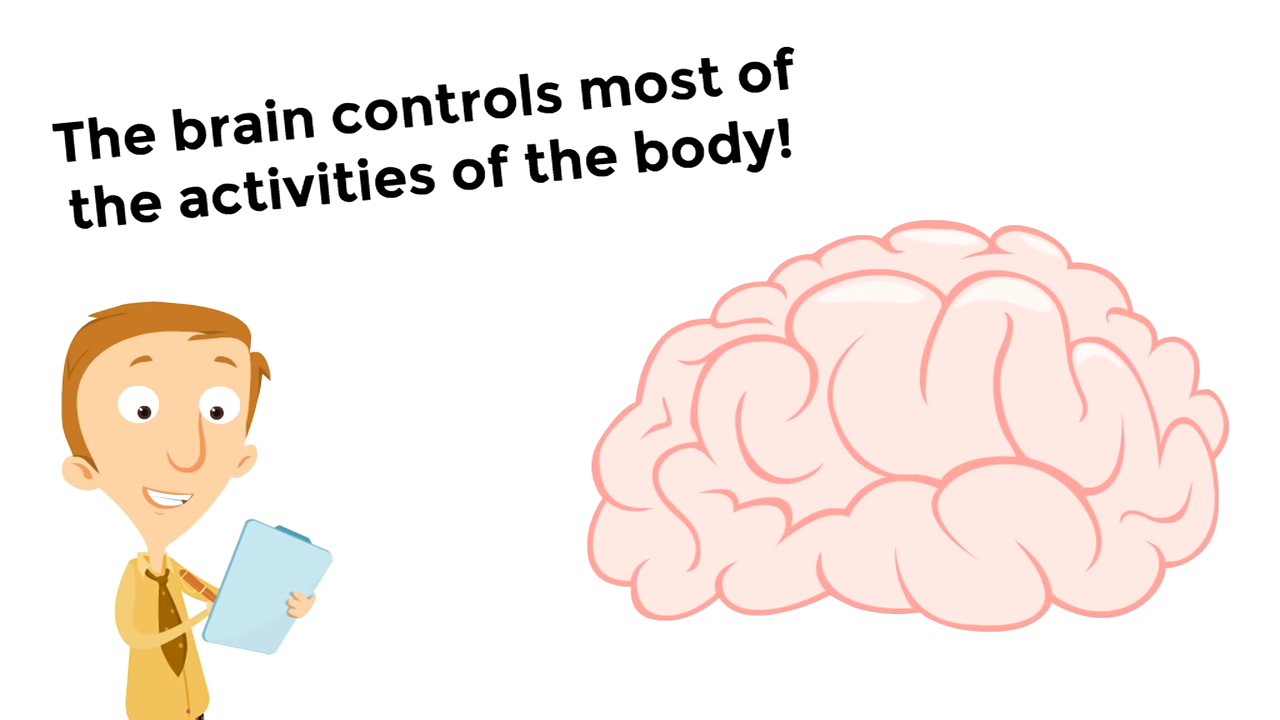 The brain controls most of
the activities of the body!